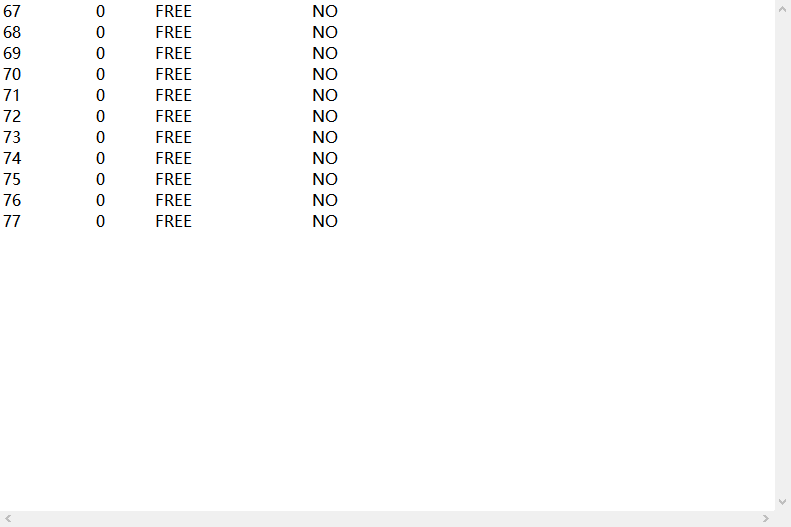 67 0 FREE NO
68 0 FREE NO
69 0 FREE NO
70 0 FREE NO
71 0 FREE NO
72 0 FREE NO
73 0 FREE NO
74 0 FREE NO
75 0 FREE NO
76 0 FREE NO
77 0 FREE NO